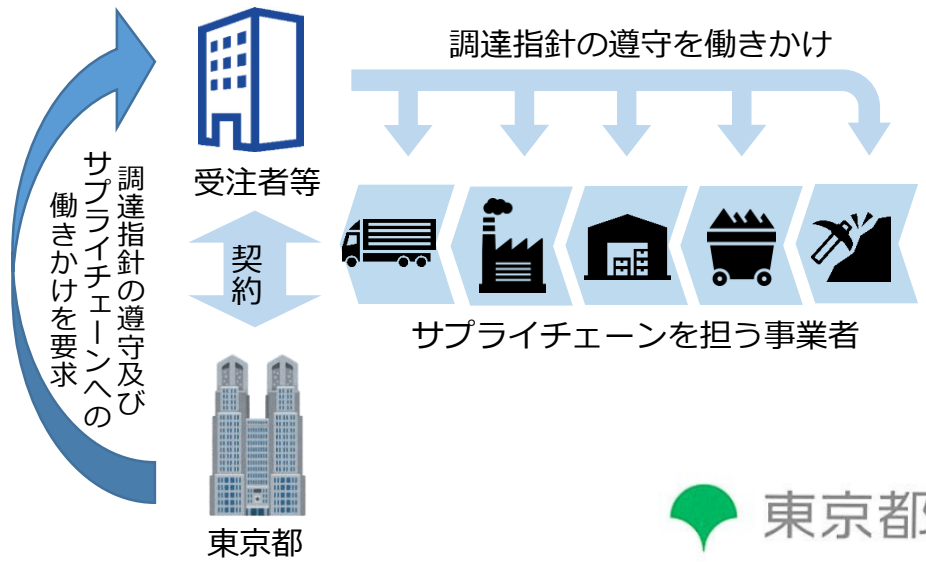 調達指針の遵守を働きかけ
受注者等
調達指針の遵守及び
サプライチェーンへの
働きかけを要求
契約
サプライチェーンを担う事業者
東京都
東京都